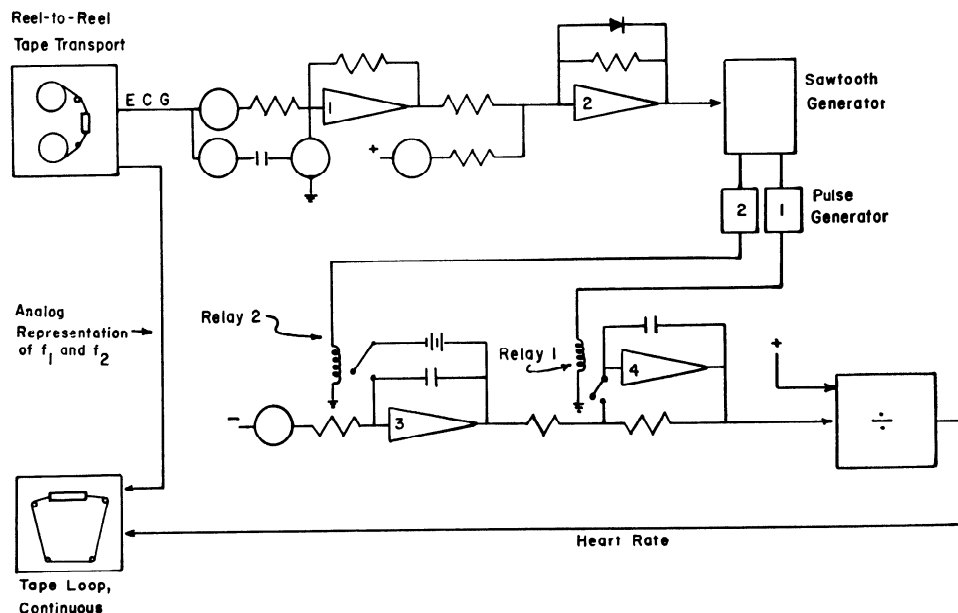 Reel-to-Reel
Tape Transport
E C G
1
+
2
Sawtooth
Generator
2
1
Pulse
Generator
Analog
Representation
of f1 and f2
Relay 2
Relay 1
4
+
−
3
÷
Heart Rate
Tape Loop,
Continuous